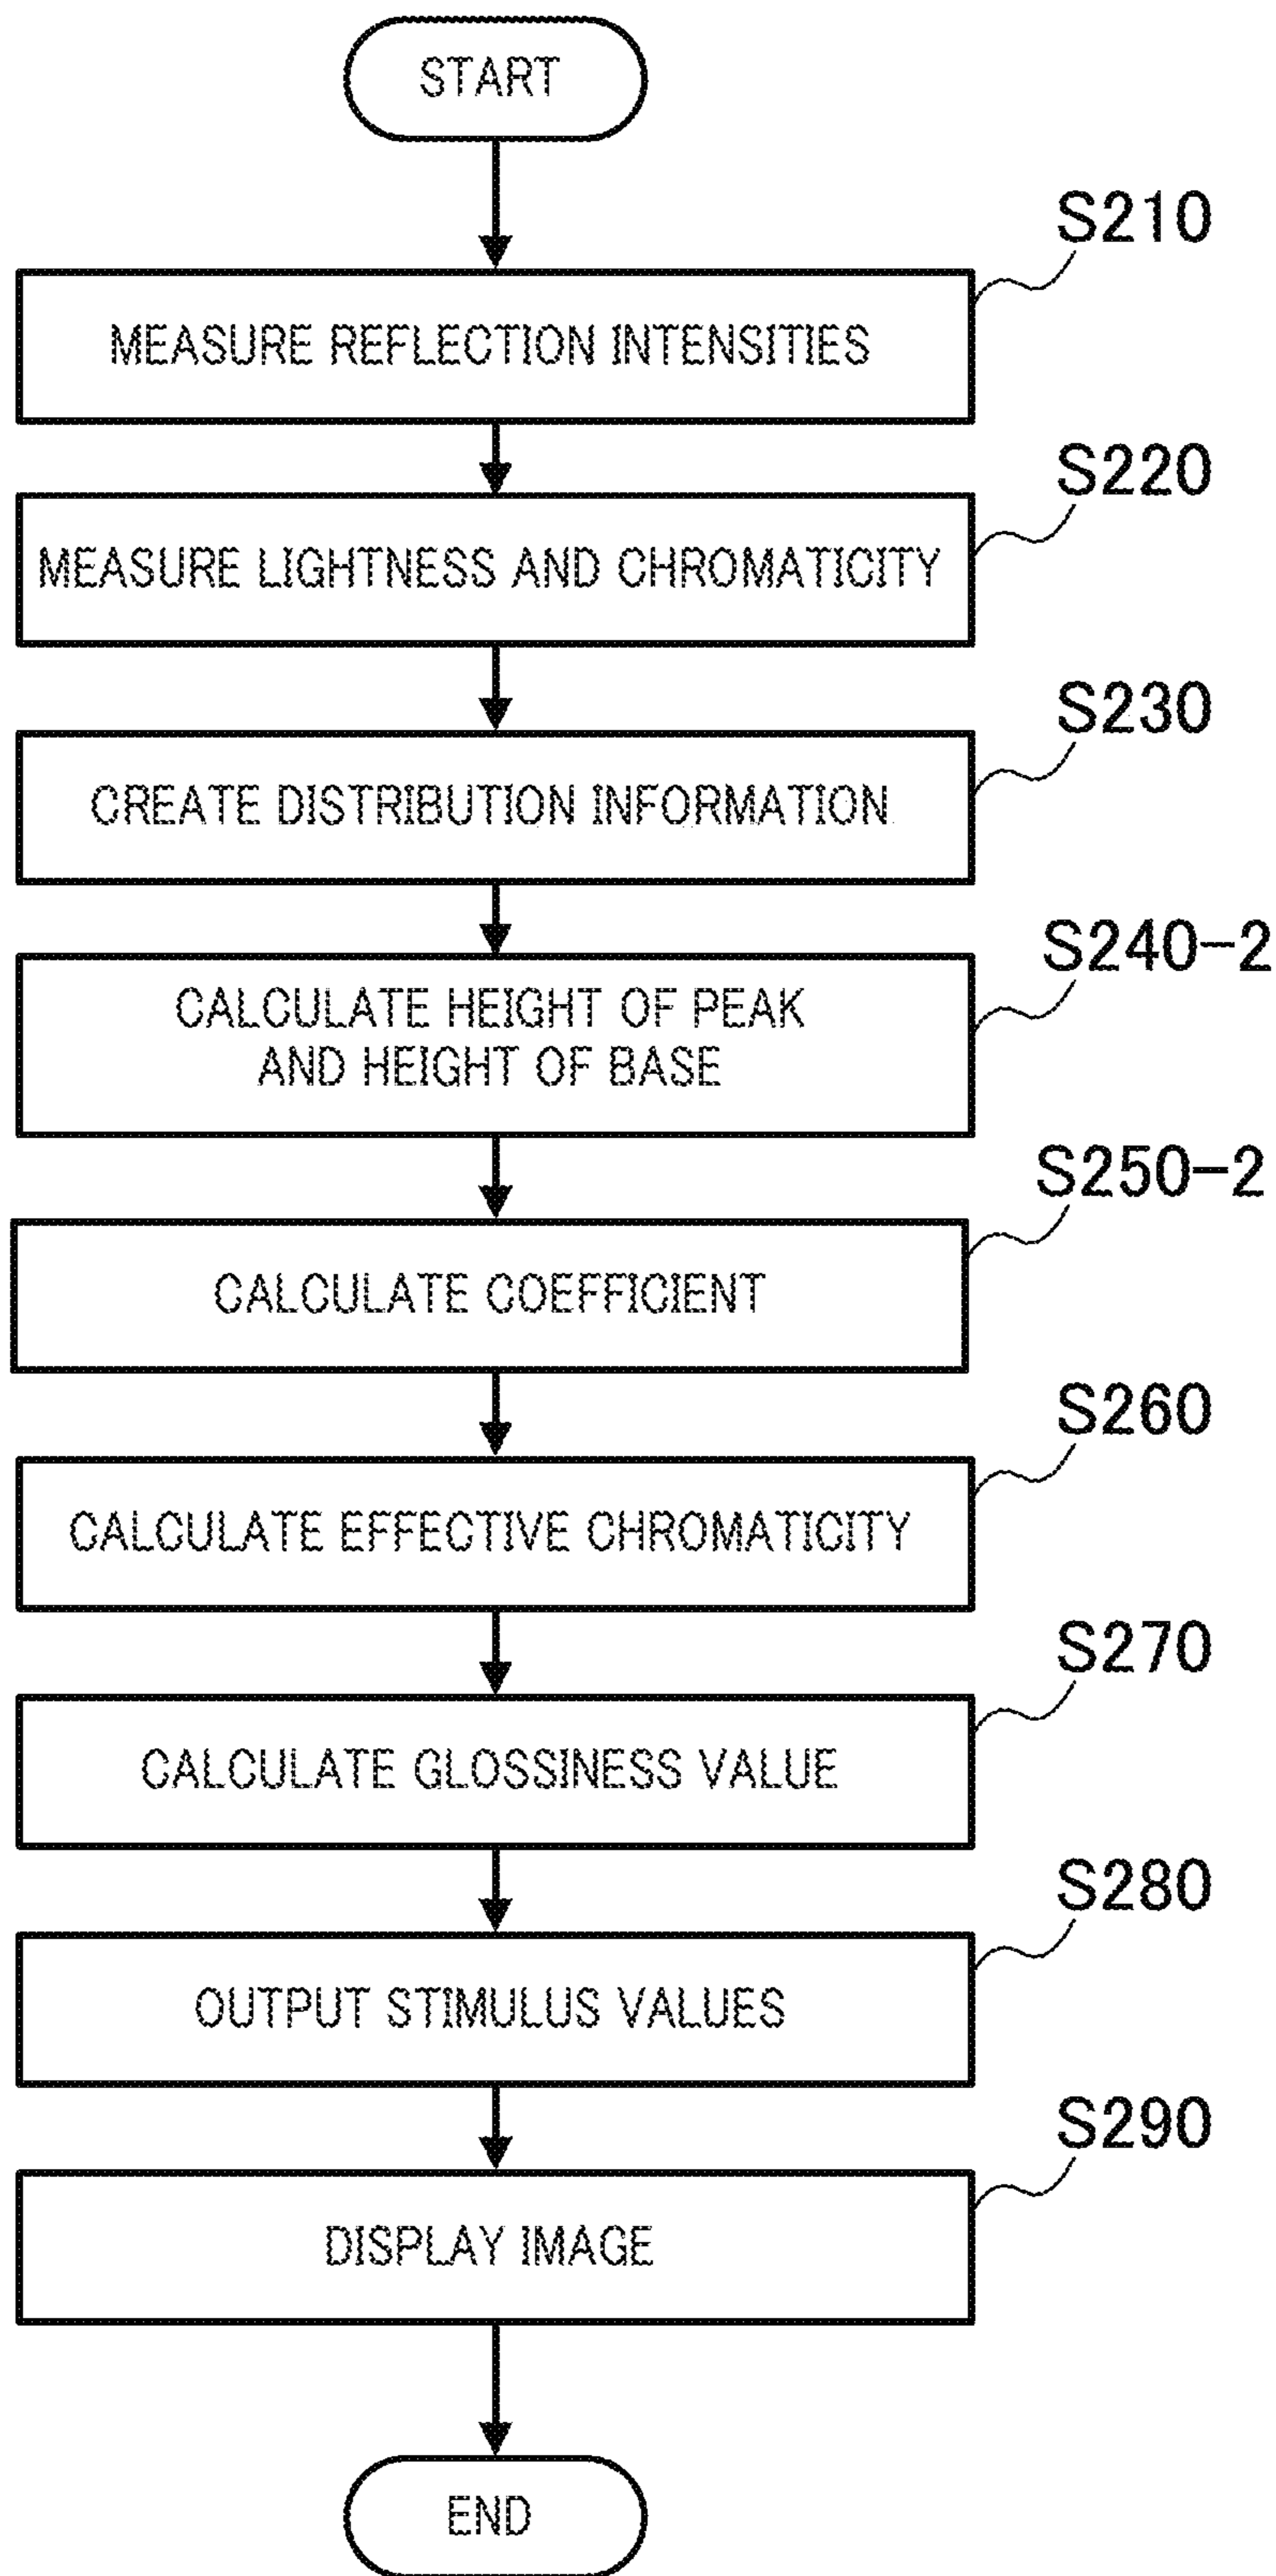 START
S210
MEASURE REFLECTION INTENSITIES
S220
MEASURE LIGHTNESS AND CHROMATICITY
S230
CREATE DISTRIBUTION INFORMATION
S240-2
CALCULATE HEIGHT OF PEAK
AND HEIGHT OF BASE
S250-2
CALCULATE COEFFICIENT
S260
CALCULATE EFFECTIVE CHROMATICITY
S270
CALCULATE GLOSSINESS VALUE
S280
OUTPUT STIMULUS VALUES
S290
DISPLAY IMAGE
END